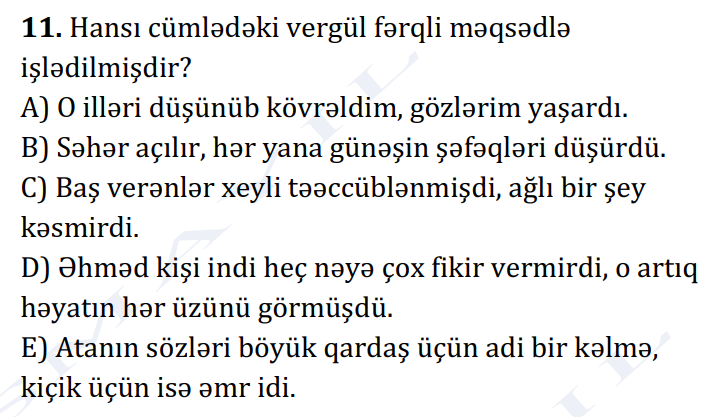 11. Hansı cümlədəki vergül fərqli məqsədlə
işlədilmişdir?
A) O illəri düşünüb kövrəldim, gözlərim yaşardı.
B) Səhər açılır, hər yana günəşin şəfəqləri düşürdü.
C) Baş verənlər xeyli təəccüblənmişdi, ağlı bir şey
kəsmirdi.
D) Əhməd kişi indi heç nəyə çox fikir vermirdi, o artıq
həyatın hər üzünü görmüşdü.
E) Atanın sözləri böyük qardaş üçün adi bir kəlmə,
kiçik üçün isə əmr idi.